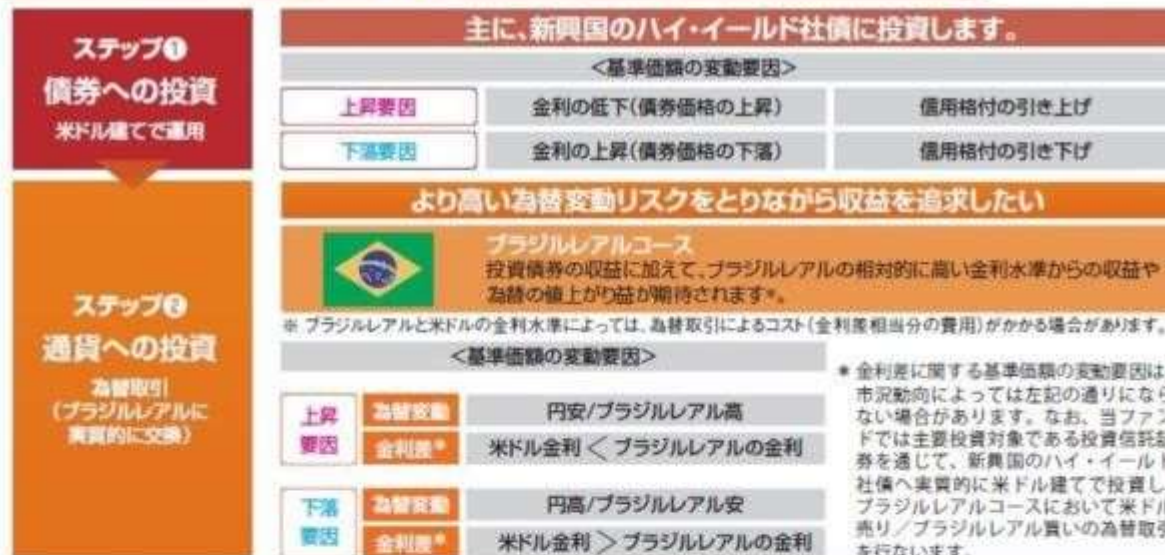 ステップ❶
債券への投資
米ドル建てで運用
主に、新興国のハイ・イールド社債に投資します。
<基準価額の変動要因>
上昇要因 金利の低下(債券価格の上昇) 信用格付の引き上げ
下落要因 金利の上昇(債券価格の下落) 信用格付の引き下げ
ステップ❷
通貨への投資
為替取引
(ブラジルレアルに
実質的に交換)
より高い為替変動リスクをとりながら収益を追求したい
ブラジルレアルコース
投資債券の収益に加えて、ブラジルレアルの相対的に高い金利水準からの収益や
為替の値上がり益が期待されます※。
※ ブラジルレアルと米ドルの金利水準によっては、為替取引によるコスト(金利差相当分の費用)がかかる場合があります。
<基準価額の変動要因>
上昇
要因
為替変動 円安/ブラジルレアル高
金利差* 米ドル金利 < ブラジルレアルの金利
下落
要因
為替変動 円高/ブラジルレアル安
金利差* 米ドル金利 > ブラジルレアルの金利
* 金利差に関する基準価額の変動要因は
市況動向によっては左記の通りになら
ない場合があります。なお、当ファン
ドでは主要投資対象である投資信託証
券を通じて、新興国のハイ・イールド
社債へ実質的に米ドル建てで投資し
ブラジルレアルコースにおいて米ドル
売り/ブラジルレアル買いの為替取引
を行ないます。